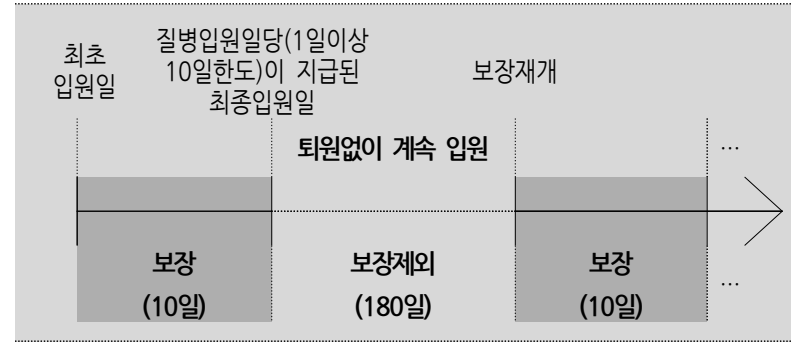 최초
입원일
질병입원일당(1일이상
10일한도)이 지급된
최종입원일
보장재개
퇴원없이 계속 입원
…
보장
(10일)
보장제외
(180일)
보장
(10일)
…